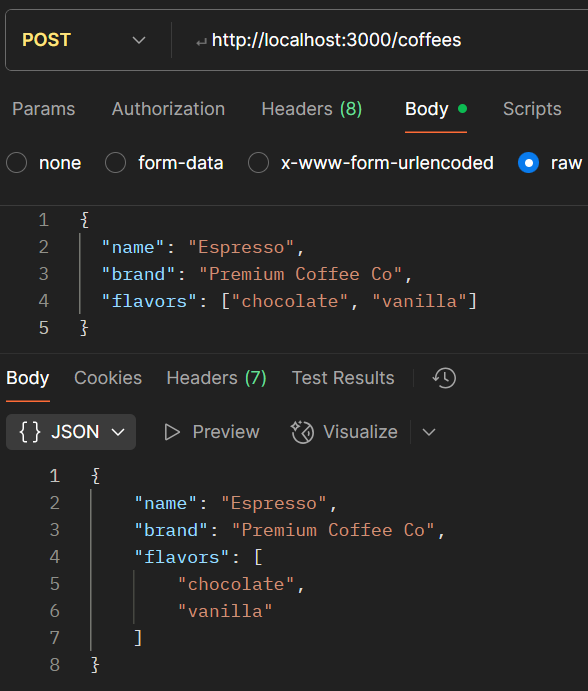 POST http://localhost:3000/coffees
Params Authorization Headers (8) Body Scripts
none form-data x-www-form-urlencoded raw
1 {
2 "name": "Espresso",
3 "brand": "Premium Coffee Co",
4 "flavors": ["chocolate", "vanilla"]
5 }
Body Cookies Headers (7) Test Results
{} JSON Preview Visualize
1 {
2 "name": "Espresso",
3 "brand": "Premium Coffee Co",
4 "flavors": [
5 "chocolate",
6 "vanilla"
7 ]
8 }